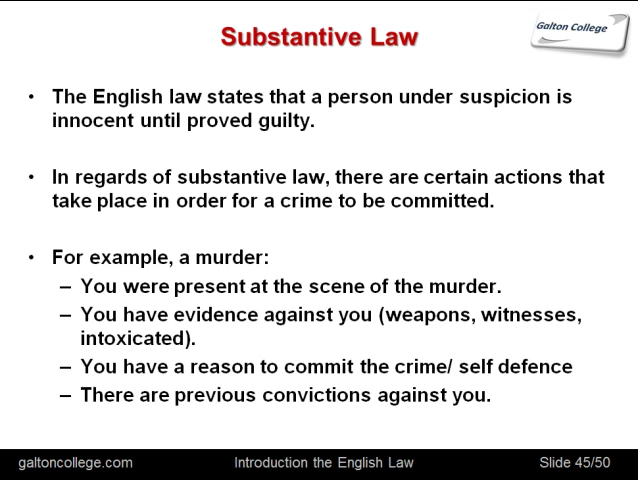 Substantive Law
Galton College
• The English law states that a person under suspicion is
innocent until proved guilty.
• In regards of substantive law, there are certain actions that
take place in order for a crime to be committed.
• For example, a murder:
– You were present at the scene of the murder.
– You have evidence against you (weapons, witnesses,
intoxicated).
– You have a reason to commit the crime/ self defence
– There are previous convictions against you.
galtoncollege.com Introduction the English Law Slide 45/50